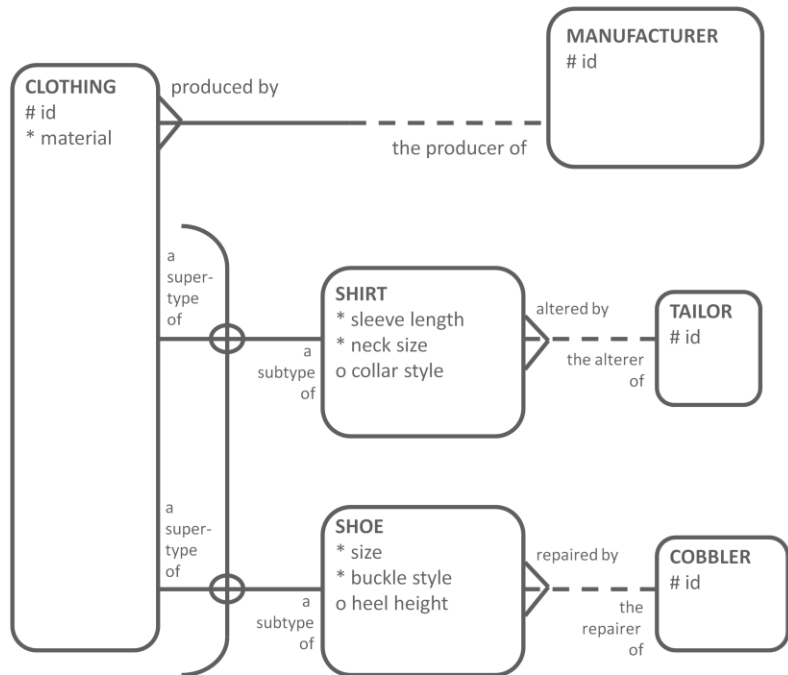 MANUFACTURER
# id
CLOTHING
# id
* material
produced by
the producer of
a
super-
type
of
SHIRT
* sleeve length
* neck size
o collar style
a
subtype
of
altered by
the alterer
of
TAILOR
# id
a
super-
type
of
SHOE
* size
* buckle style
o heel height
a
subtype
of
repaired by
the
repairer
of
COBBLER
# id